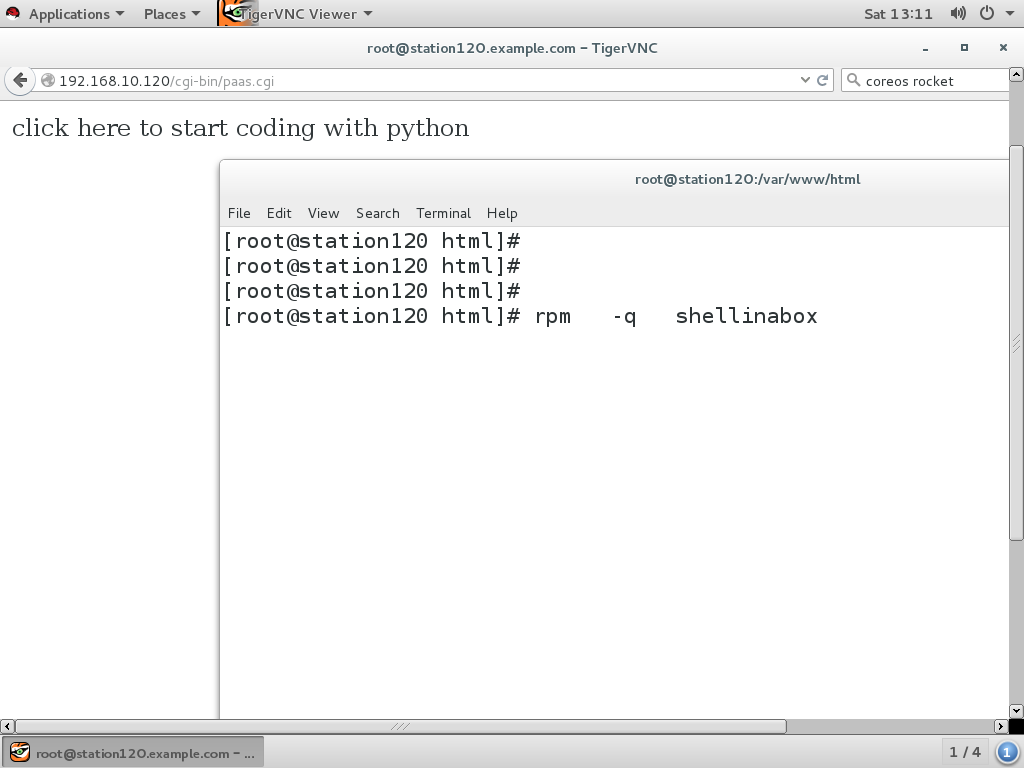 Applications Places TigerVNC Viewer Sat 13:11
root@station120.example.com - TigerVNC
192.168.10.120/cgi-bin/paas.cgi coreos rocket
click here to start coding with python
root@station120:/var/www/html
File Edit View Search Terminal Help
[root@station120 html]#
[root@station120 html]#
[root@station120 html]#
[root@station120 html]# rpm -q shellinabox
root@station120.example.com - ... 1 / 4 1